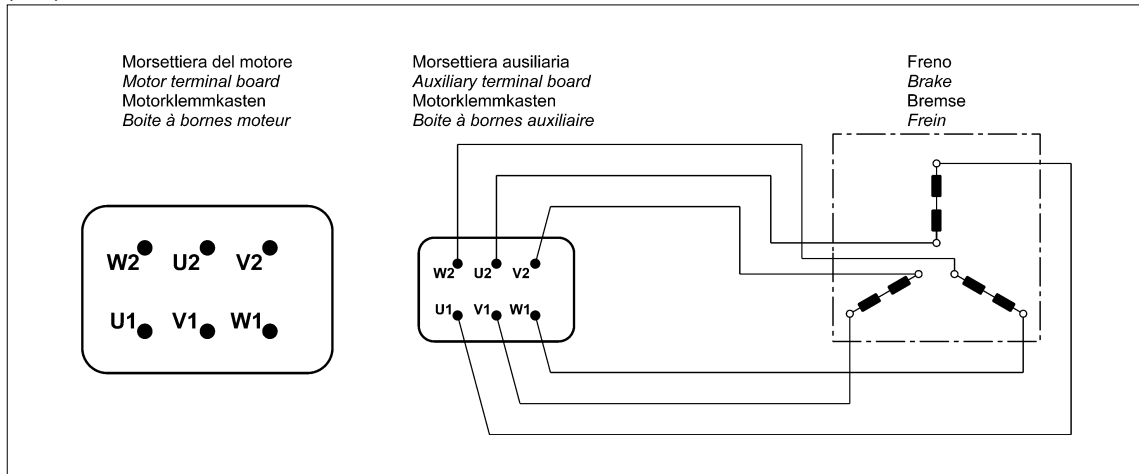 Morsettiera del motore
Motor terminal board
Motorklemmkasten
Boite à bornes moteur
Morsettiera ausiliaria
Auxiliary terminal board
Motorklemmkasten
Boite à bornes auxiliaire
Freno
Brake
Bremse
Frein
W2 U2 V2
U1 V1 W1
W2 U2 V2
U1 V1 W1